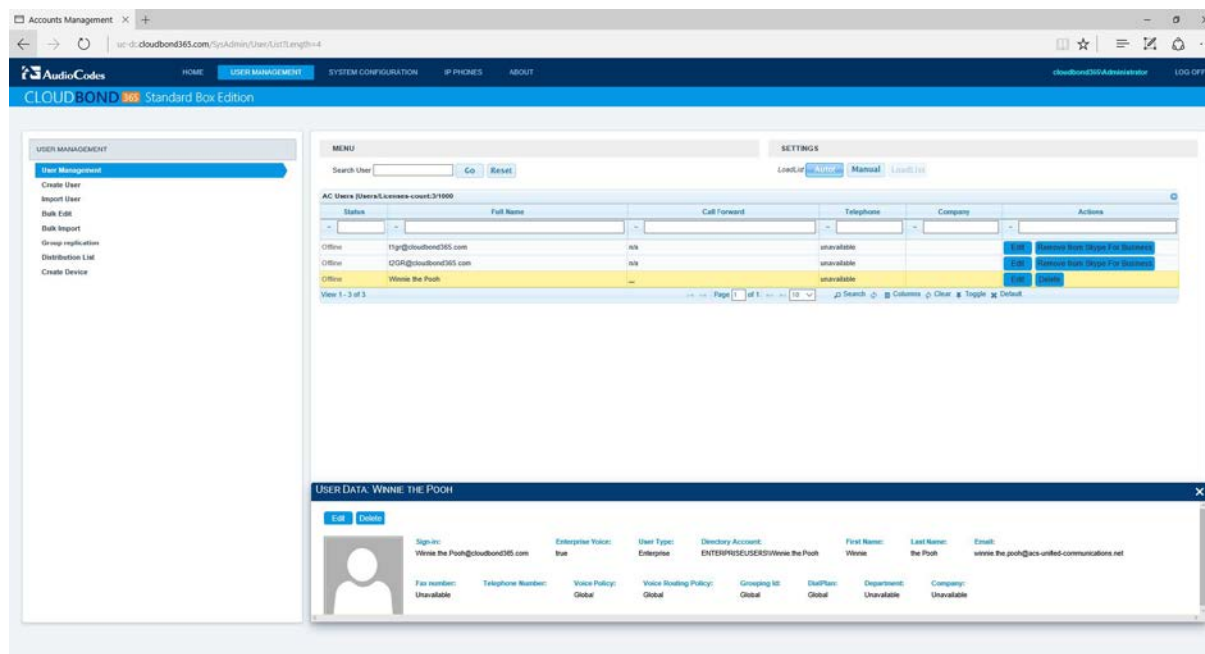 Accounts Management
uc-dc.cloudbond365.com/SysAdmin/User/List?Length=4
AudioCodes HOME USER MANAGEMENT SYSTEM CONFIGURATION IP PHONES ABOUT cloudbond365\Administrator LOG OFF
CLOUDBOND 365 Standard Box Edition
USER MANAGEMENT
User Management
Create User
Import User
Bulk Edit
Bulk Import
Group replication
Distribution List
Create Device
MENU SETTINGS
Search User Go Reset LoadList Auto Manual LoadList
AC Users (Users/Licenses-count:3/1000
Status Full Name Call Forward Telephone Company Actions
~ ~ ~ ~ ~
Offline t1gr@cloudbond365.com n/a unavailable Edit Remove from Skype For Business
Offline t2GR@cloudbond365.com n/a unavailable Edit Remove from Skype For Business
Offline Winnie the Pooh ... unavailable Edit Delete
View 1 - 3 of 3 Page 1 of 1 10 Search Columns Clear Toggle Default
USER DATA: WINNIE THE POOH
Edit Delete
Sign-in: Enterprise Voice: User Type: Directory Account: First Name: Last Name: Email:
Winnie.the.Pooh@cloudbond365.com true Enterprise ENTERPRISEUSERS\Winnie.the.Pooh Winnie the Pooh winnie.the.pooh@acs-united-communications.net
Fax number: Telephone Number: Voice Policy: Voice Routing Policy: Grouping Id: DialPlan: Department: Company:
Unavailable Global Global Global Global Unavailable Unavailable